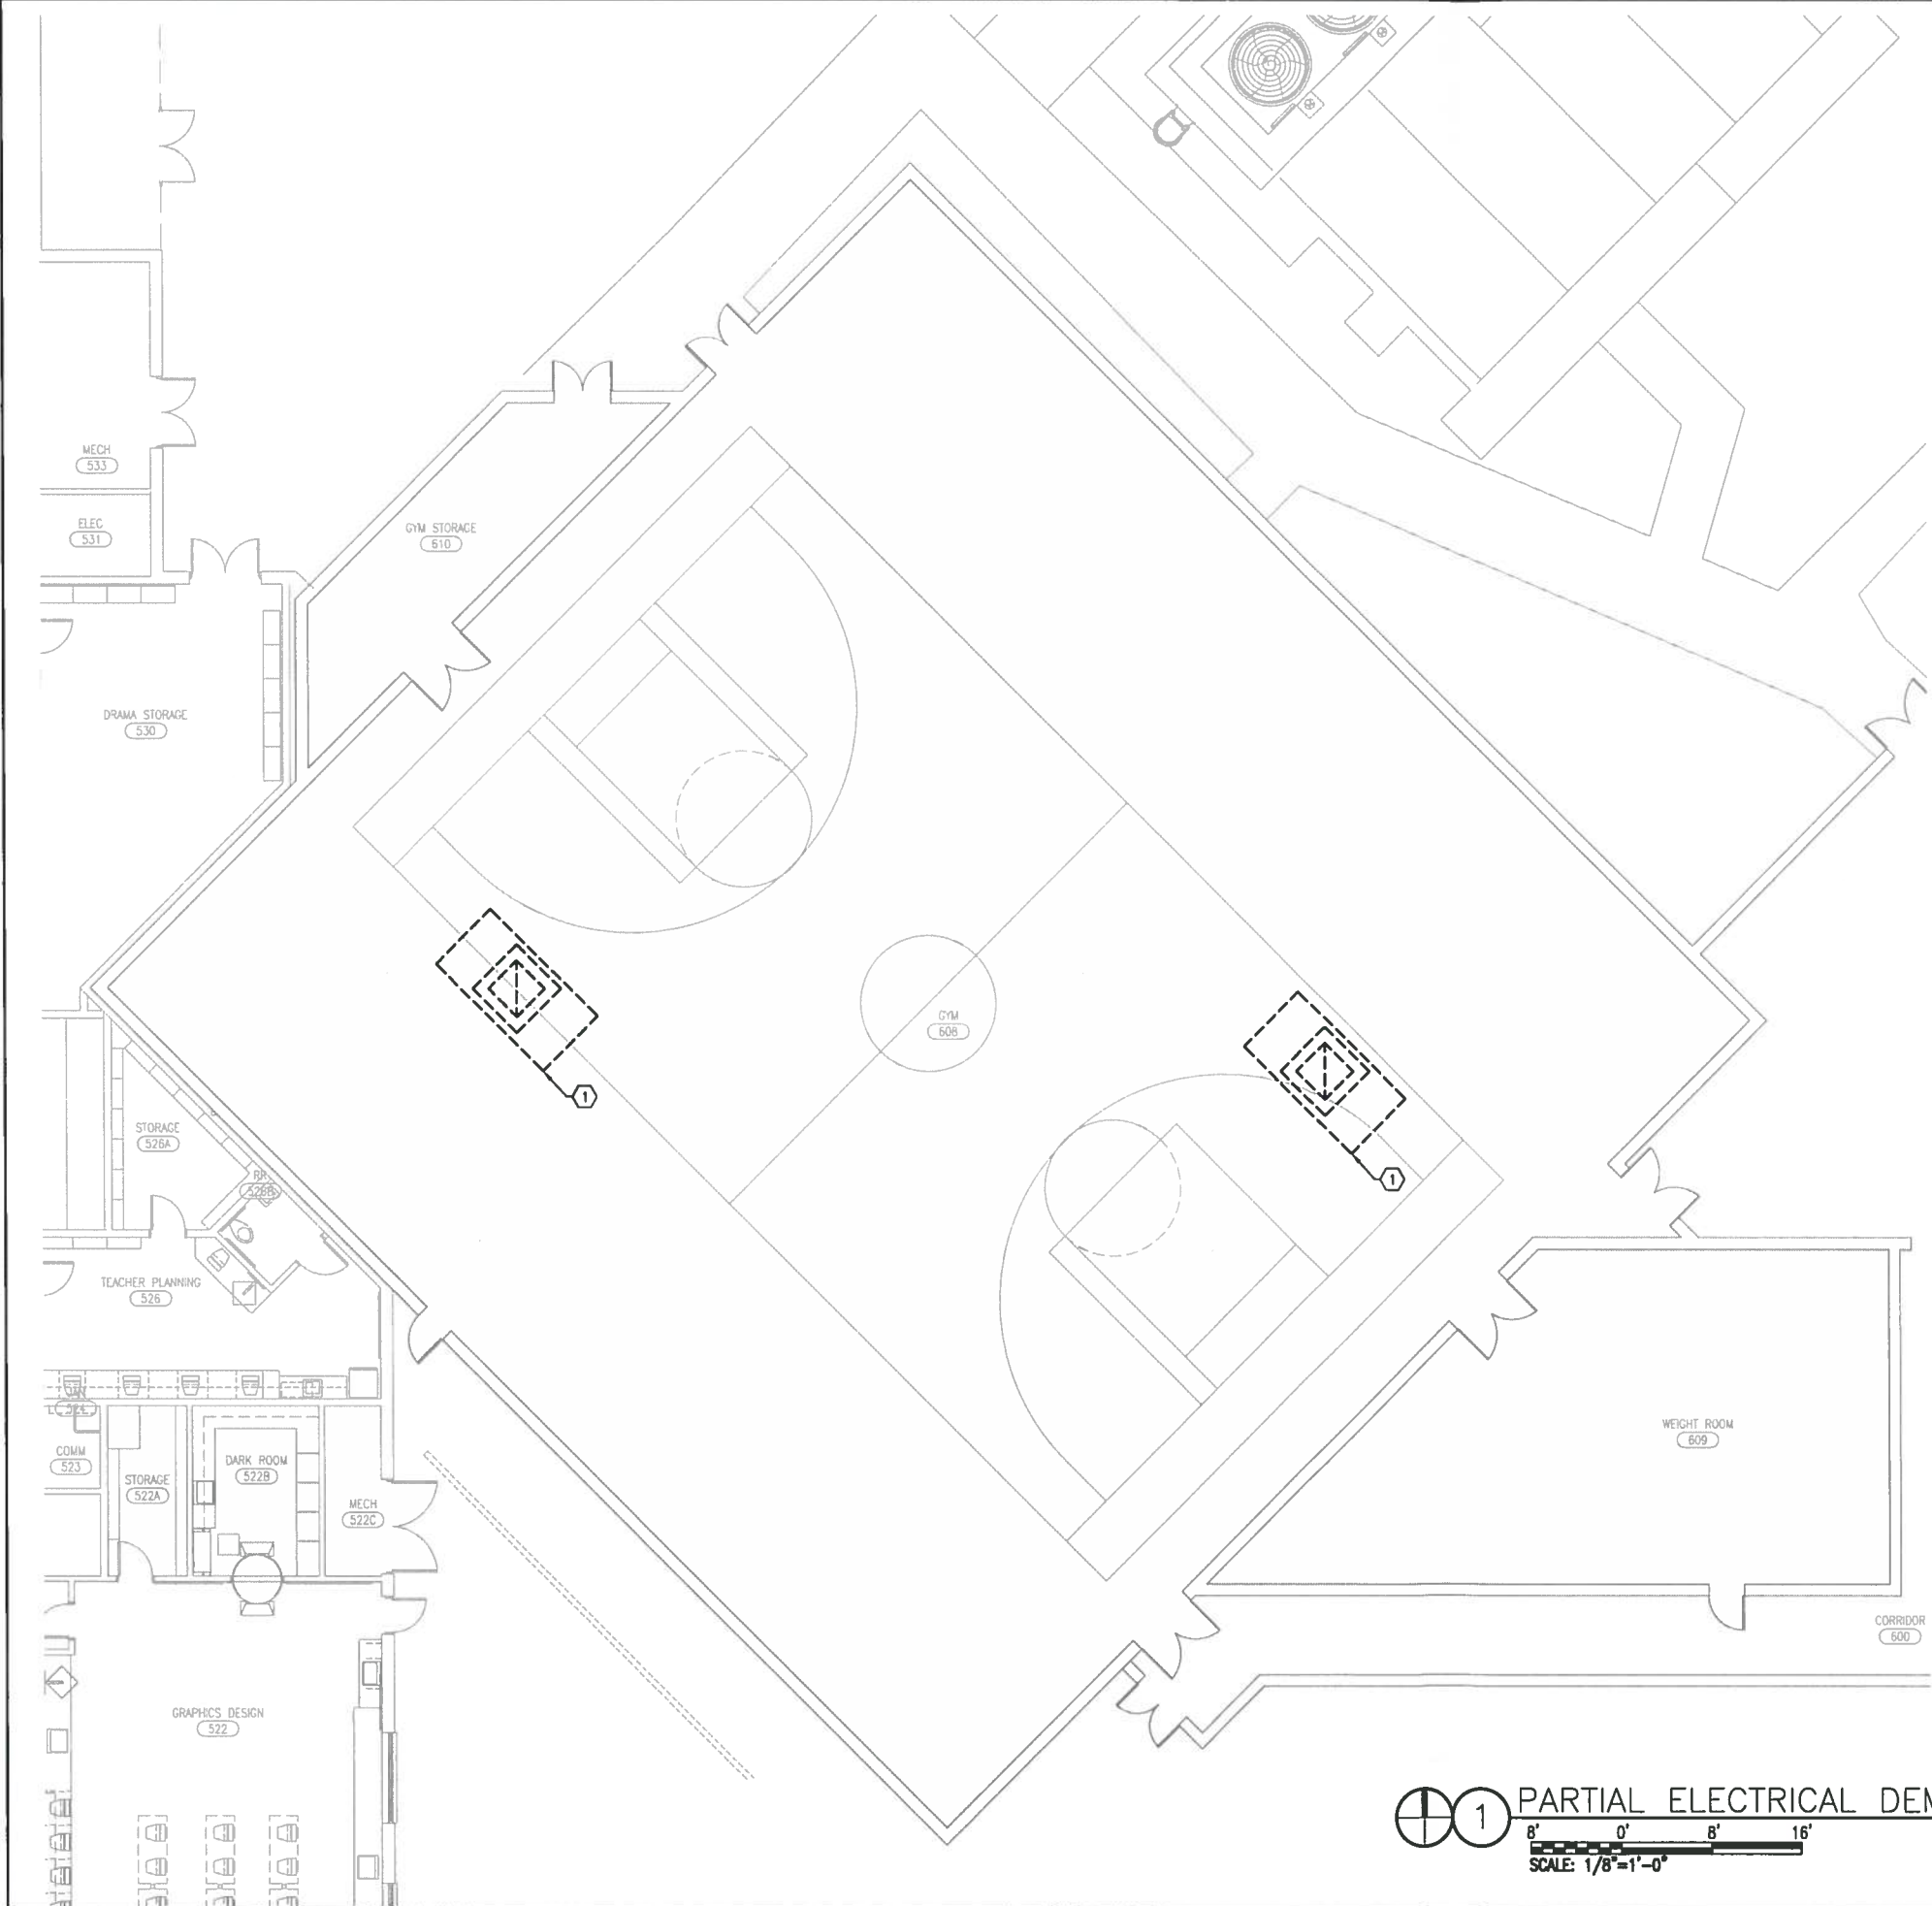 MECH
533
ELEC
531
GYM STORAGE
610
DRAMA STORAGE
530
GYM
608
1
1
STORAGE
526A
RR
526B
TEACHER PLANNING
526
COMM
523
STORAGE
522A
DARK ROOM
522B
MECH
522C
WEIGHT ROOM
609
CORRIDOR
600
GRAPHICS DESIGN
522
1
PARTIAL ELECTRICAL DEM
8' 0' 8' 16'
SCALE: 1/8"=1'-0"